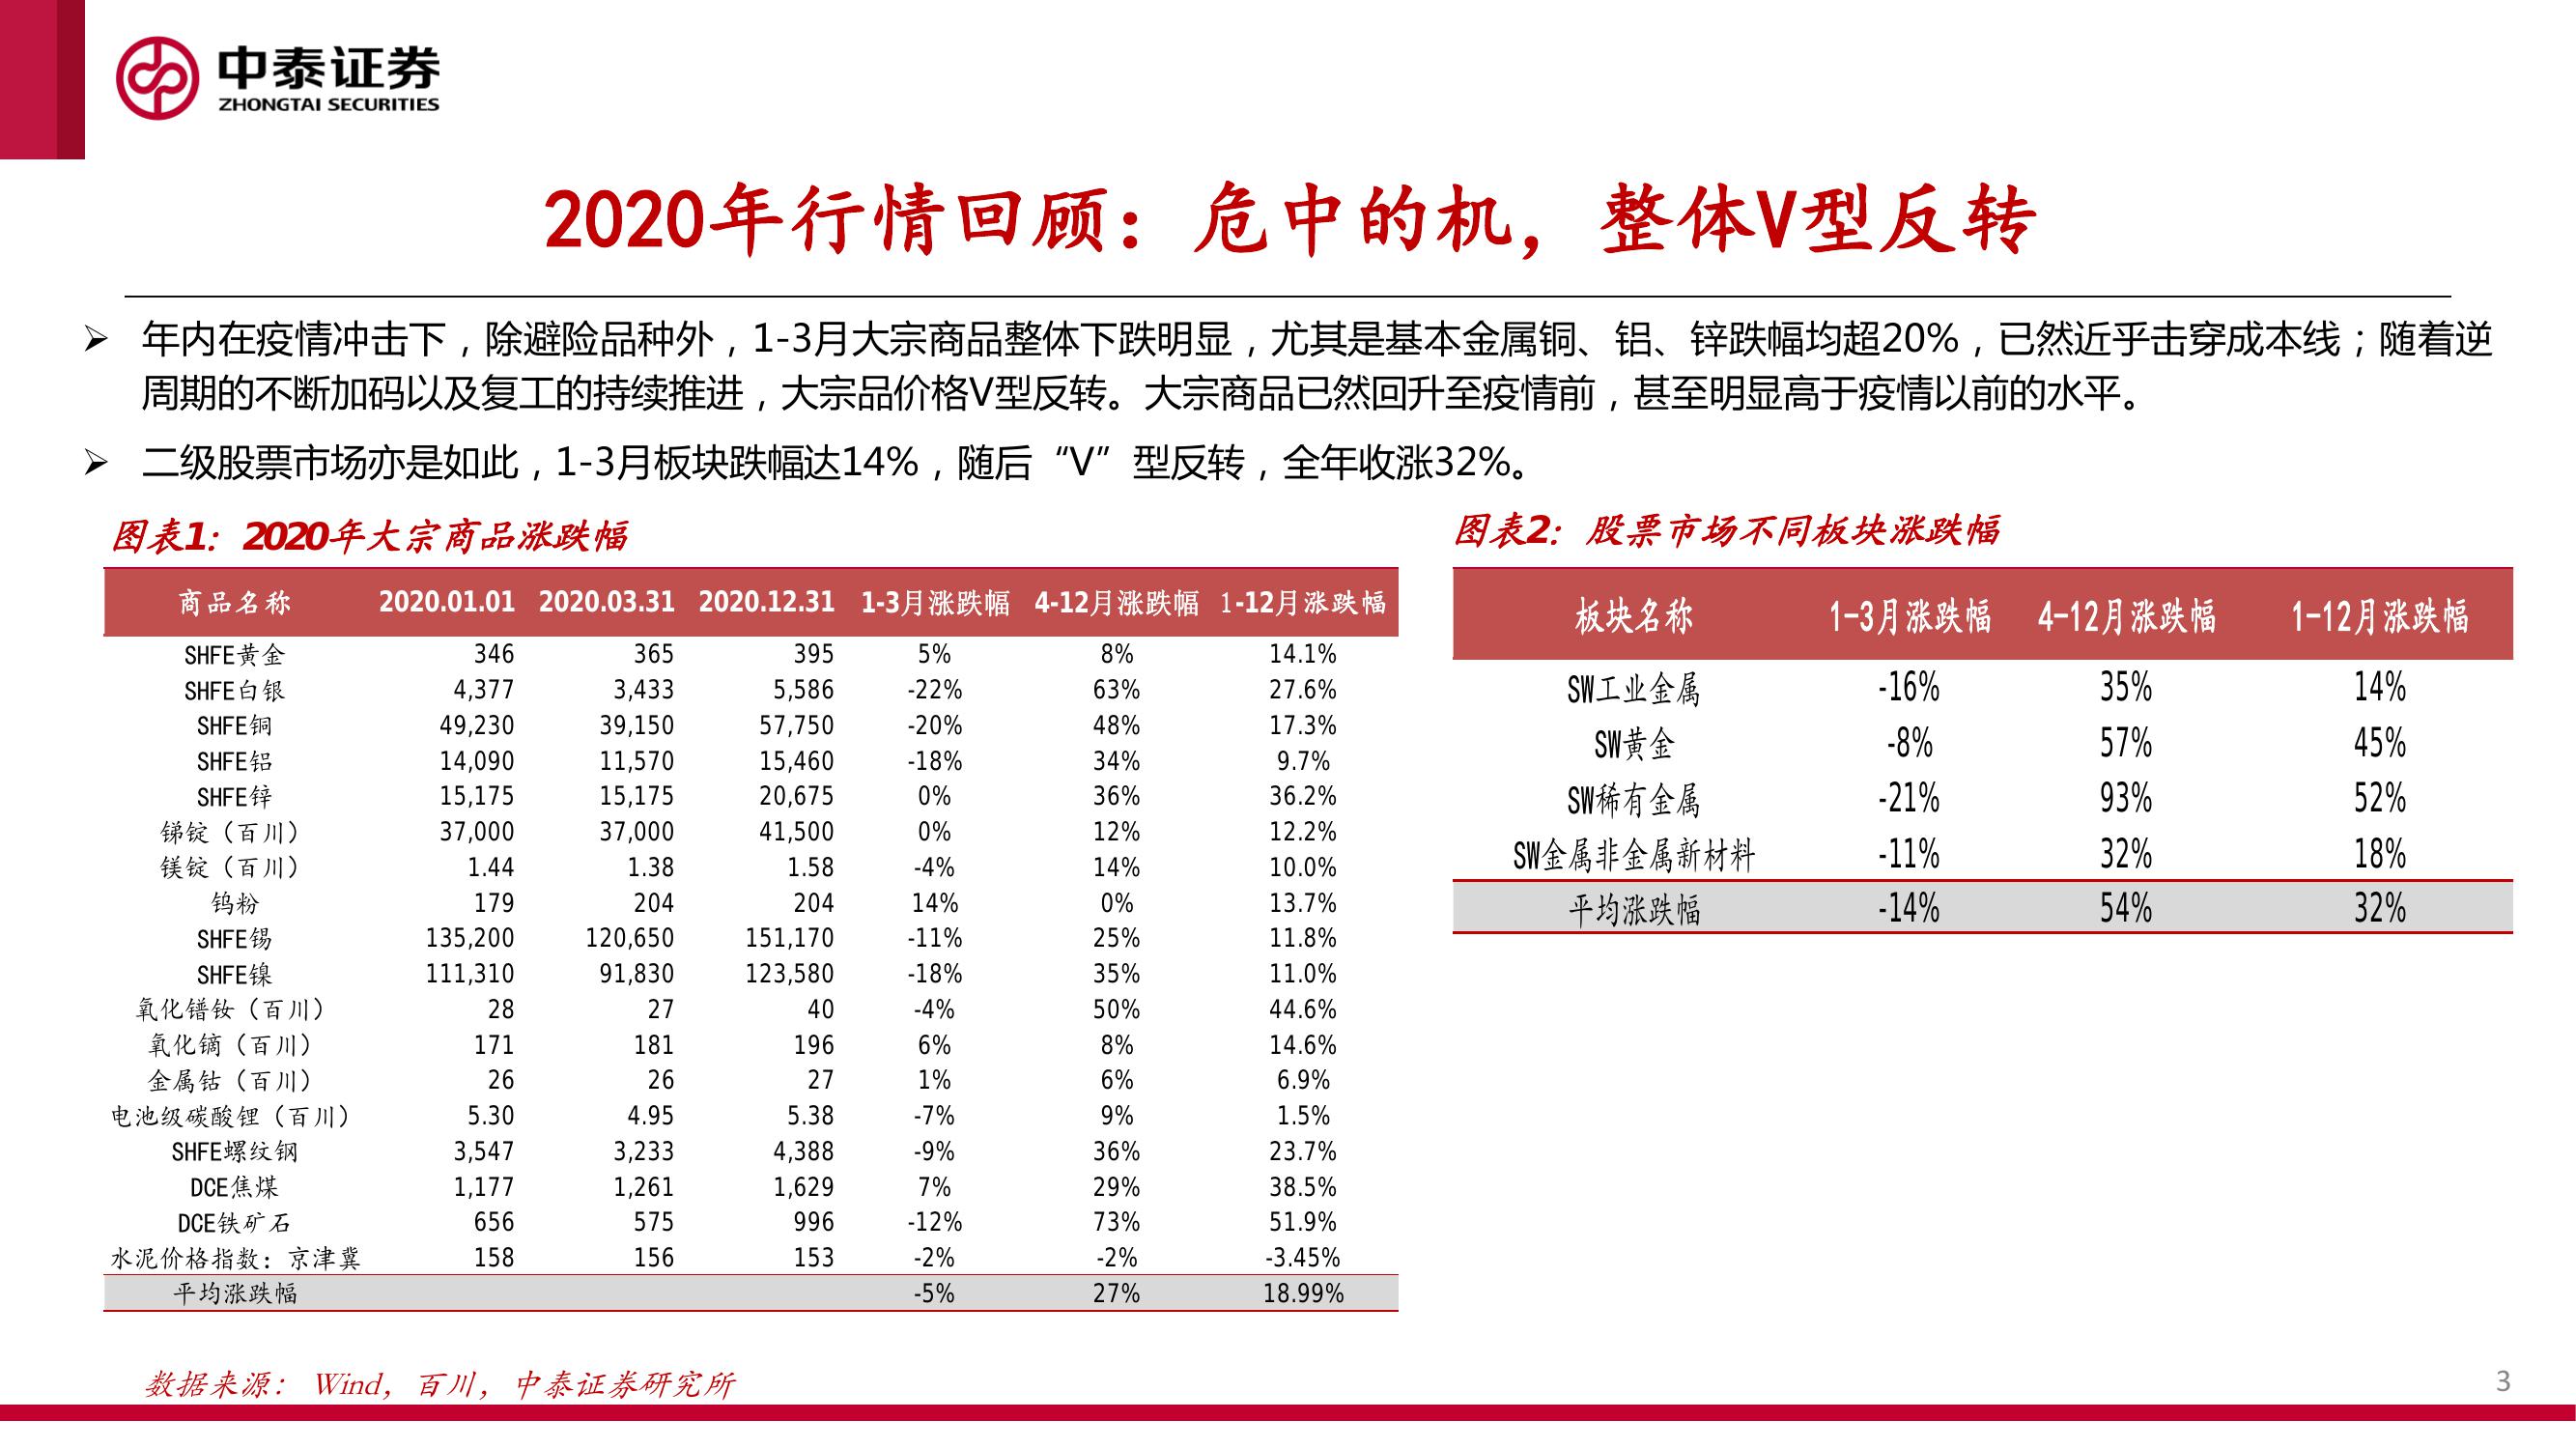 中泰证券
ZHONGTAI SECURITIES
2020年行情回顾：危中的机，整体V型反转
➢ 年内在疫情冲击下，除避险品种外，1-3月大宗商品整体下跌明显，尤其是基本金属铜、铝、锌跌幅均超20%，已然近乎击穿成本线；随着逆
周期的不断加码以及复工的持续推进，大宗品价格V型反转。大宗商品已然回升至疫情前，甚至明显高于疫情以前的水平。
➢ 二级股票市场亦是如此，1-3月板块跌幅达14%，随后“V”型反转，全年收涨32%。
图表1：2020年大宗商品涨跌幅
商品名称 2020.01.01 2020.03.31 2020.12.31 1-3月涨跌幅 4-12月涨跌幅 1-12月涨跌幅
SHFE黄金 346 365 395 5% 8% 14.1%
SHFE白银 4,377 3,433 5,586 -22% 63% 27.6%
SHFE铜 49,230 39,150 57,750 -20% 48% 17.3%
SHFE铝 14,090 11,570 15,460 -18% 34% 9.7%
SHFE锌 15,175 15,175 20,675 0% 36% 36.2%
锑锭（百川） 37,000 37,000 41,500 0% 12% 12.2%
镁锭（百川） 1.44 1.38 1.58 -4% 14% 10.0%
钨粉 179 204 204 14% 0% 13.7%
SHFE锡 135,200 120,650 151,170 -11% 25% 11.8%
SHFE镍 111,310 91,830 123,580 -18% 35% 11.0%
氧化镨钕（百川） 28 27 40 -4% 50% 44.6%
氧化镝（百川） 171 181 196 6% 8% 14.6%
金属钴（百川） 26 26 27 1% 6% 6.9%
电池级碳酸锂（百川） 5.30 4.95 5.38 -7% 9% 1.5%
SHFE螺纹钢 3,547 3,233 4,388 -9% 36% 23.7%
DCE焦煤 1,177 1,261 1,629 7% 29% 38.5%
DCE铁矿石 656 575 996 -12% 73% 51.9%
水泥价格指数：京津冀 158 156 153 -2% -2% -3.45%
平均涨跌幅 -5% 27% 18.99%
图表2：股票市场不同板块涨跌幅
板块名称 1-3月涨跌幅 4-12月涨跌幅 1-12月涨跌幅
SW工业金属 -16% 35% 14%
SW黄金 -8% 57% 45%
SW稀有金属 -21% 93% 52%
SW金属非金属新材料 -11% 32% 18%
平均涨跌幅 -14% 54% 32%
数据来源：Wind，百川，中泰证券研究所
3